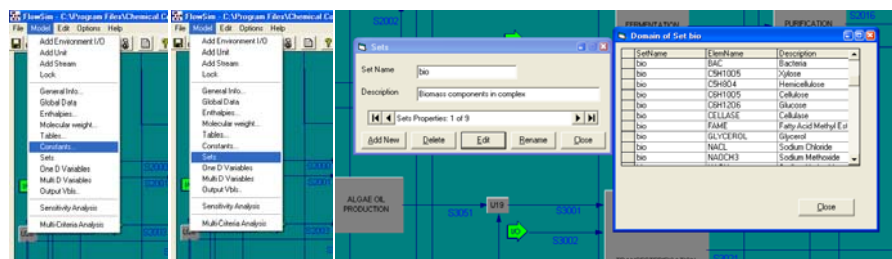 FlowSim - C:\Program Files\Chemical Co
File Model Edit Options Help
Add Environment I/O
Add Unit
Add Stream
Lock
General Info...
Global Data
Enthalpies...
Molecular weight...
Tables...
Constants...
Sets
One D Variables
Multi D Variables
Output Vbls...
Sensitivity Analysis
Multi-Criteria Analysis
S2000
S2001
S2003
FlowSim - C:\Program Files\Chemical Co
File Model Edit Options Help
Add Environment I/O
Add Unit
Add Stream
Lock
General Info...
Global Data
Enthalpies...
Molecular weight...
Tables...
Constants...
Sets
One D Variables
Multi D Variables
Output Vbls...
Sensitivity Analysis
Multi-Criteria Analysis
S2000
S2001
S2003
S2002
Sets
Set Name bio
Description Biomass components in complex
Sets Properties: 1 of 9
Add New Delete Edit Rename Close
ALGAE OIL
PRODUCTION
S3051
U19
S3001
I/O
S3002
FERMENTATION
PURIFICATION
S2016
Domain of Set bio
SetName ElemName Description
bio BAC Bacteria
bio C5H10O5 Xylose
bio C5H8O4 Hemicellulose
bio C6H10O5 Cellulose
bio C6H12O6 Glucose
bio CELLASE Cellulase
bio FAME Fatty Acid Methyl Est
bio GLYCEROL Glycerol
bio NACL Sodium Chloride
bio NAOCH3 Sodium Methoxide
Close